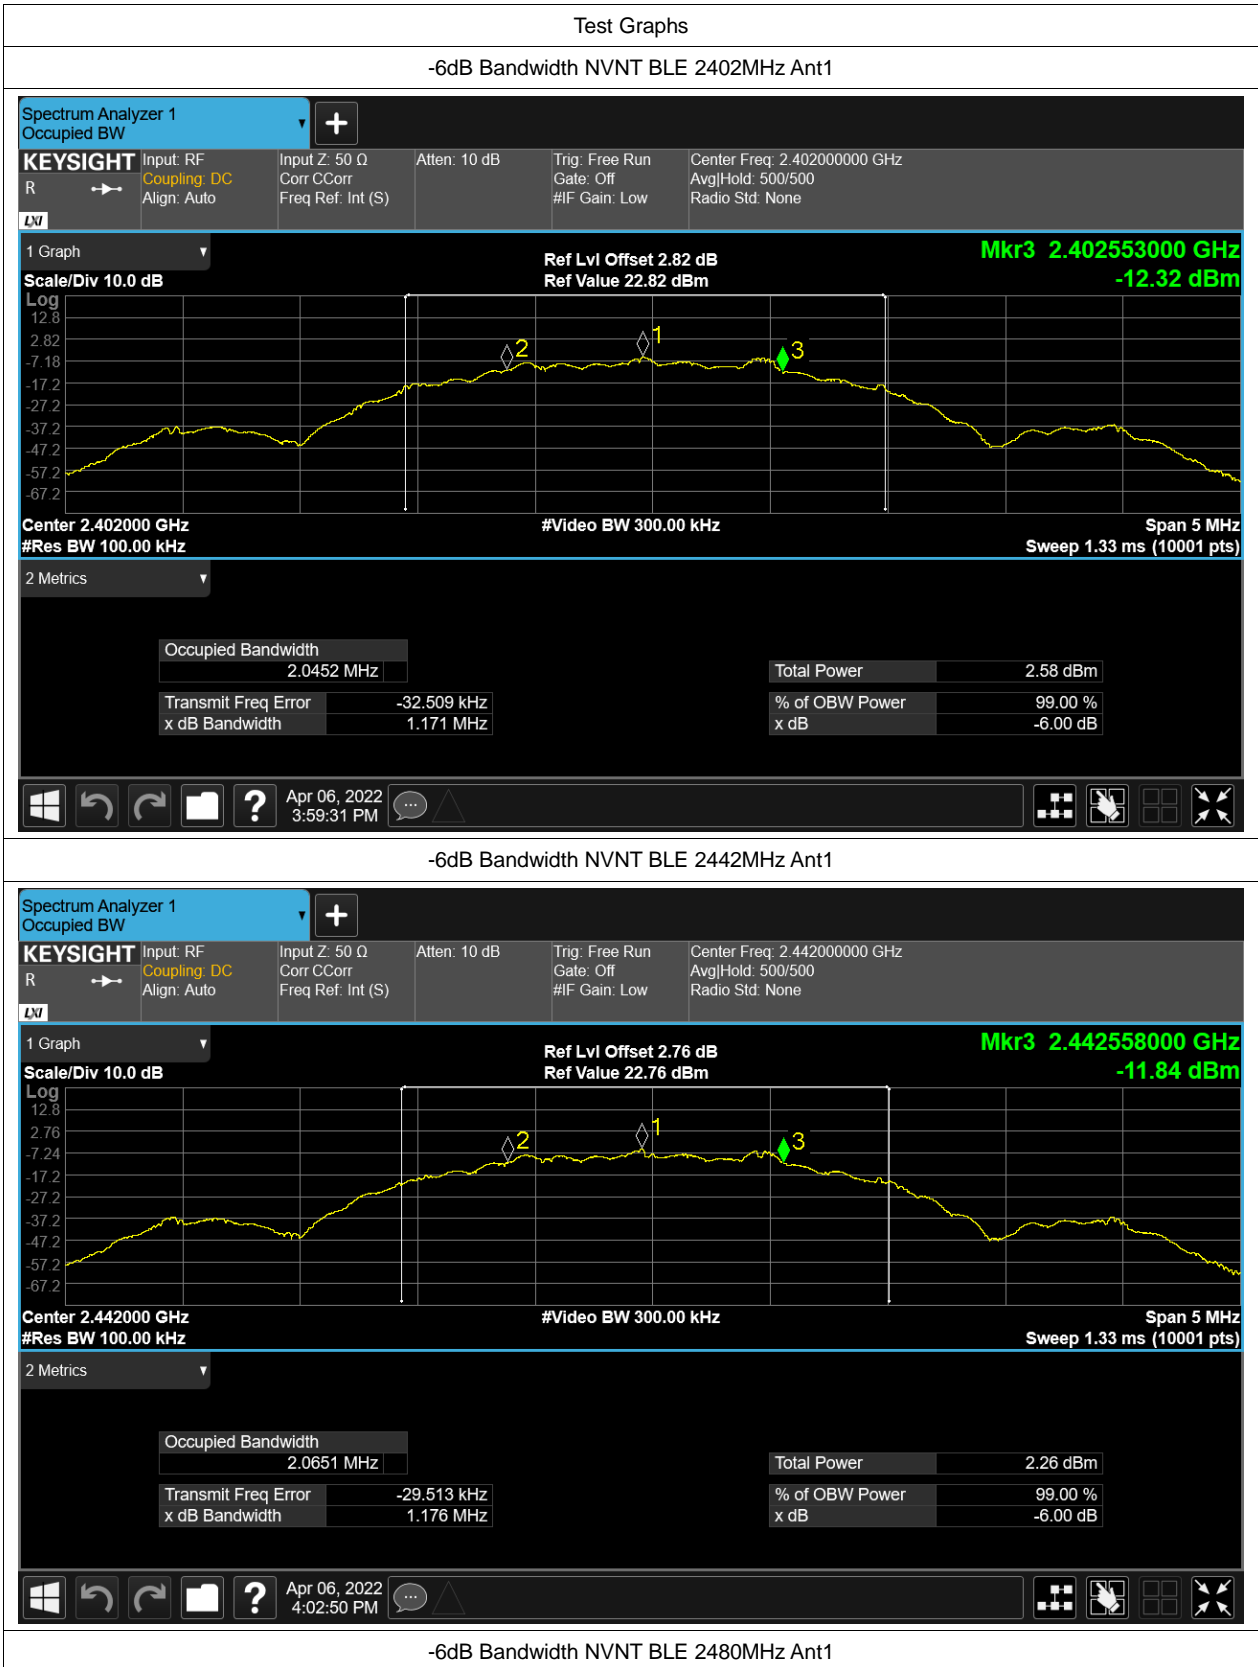 Test Graphs
-6dB Bandwidth NVNT BLE 2402MHz Ant1
Spectrum Analyzer 1
Occupied BW
KEYSIGHT Input: RF Input Z: 50 Ω Atten: 10 dB Trig: Free Run Center Freq: 2.402000000 GHz
R Coupling: DC Corr CCorr Gate: Off Avg|Hold: 500/500
Align: Auto Freq Ref: Int (S) #IF Gain: Low Radio Std: None
LXI
1 Graph Ref Lvl Offset 2.82 dB Mkr3 2.402553000 GHz
Scale/Div 10.0 dB Ref Value 22.82 dBm -12.32 dBm
Log
12.8
2.82
-7.18
-17.2
-27.2
-37.2
-47.2
-57.2
-67.2
2 1 3
Center 2.402000 GHz #Video BW 300.00 kHz Span 5 MHz
#Res BW 100.00 kHz Sweep 1.33 ms (10001 pts)
2 Metrics
Occupied Bandwidth
2.0452 MHz Total Power 2.58 dBm
Transmit Freq Error -32.509 kHz % of OBW Power 99.00 %
x dB Bandwidth 1.171 MHz x dB -6.00 dB
? Apr 06, 2022
3:59:31 PM
-6dB Bandwidth NVNT BLE 2442MHz Ant1
Spectrum Analyzer 1
Occupied BW
KEYSIGHT Input: RF Input Z: 50 Ω Atten: 10 dB Trig: Free Run Center Freq: 2.442000000 GHz
R Coupling: DC Corr CCorr Gate: Off Avg|Hold: 500/500
Align: Auto Freq Ref: Int (S) #IF Gain: Low Radio Std: None
LXI
1 Graph Ref Lvl Offset 2.76 dB Mkr3 2.442558000 GHz
Scale/Div 10.0 dB Ref Value 22.76 dBm -11.84 dBm
Log
12.8
2.76
-7.24
-17.2
-27.2
-37.2
-47.2
-57.2
-67.2
2 1 3
Center 2.442000 GHz #Video BW 300.00 kHz Span 5 MHz
#Res BW 100.00 kHz Sweep 1.33 ms (10001 pts)
2 Metrics
Occupied Bandwidth
2.0651 MHz Total Power 2.26 dBm
Transmit Freq Error -29.513 kHz % of OBW Power 99.00 %
x dB Bandwidth 1.176 MHz x dB -6.00 dB
? Apr 06, 2022
4:02:50 PM
-6dB Bandwidth NVNT BLE 2480MHz Ant1